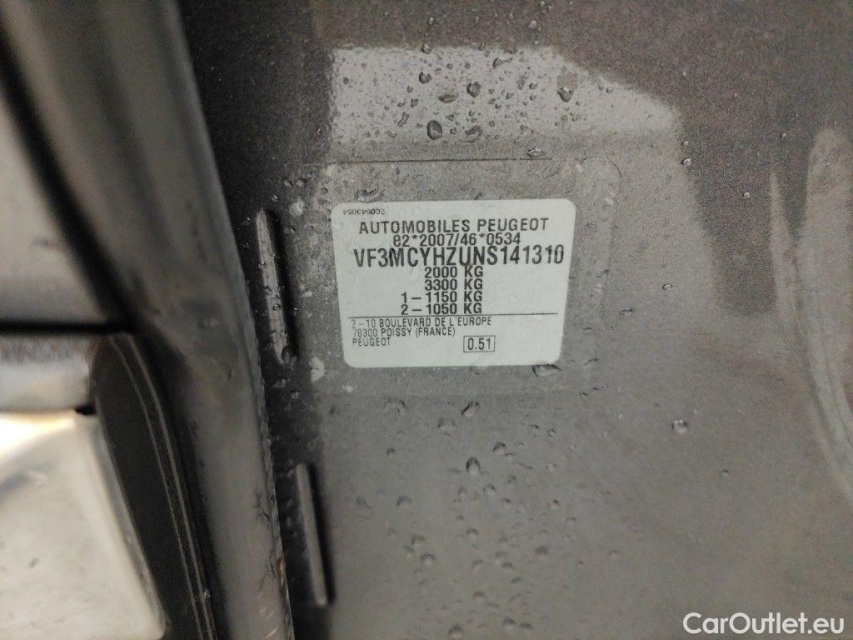 AUTOMOBILES PEUGEOT
e2*2007/46*0534
VF3MCYHZUNS141310
2000 KG
3300 KG
1-1150 KG
2-1050 KG
2-10 BOULEVARD DE L'EUROPE
78300 POISSY (FRANCE)
PEUGEOT
0.51
CarOutlet.eu